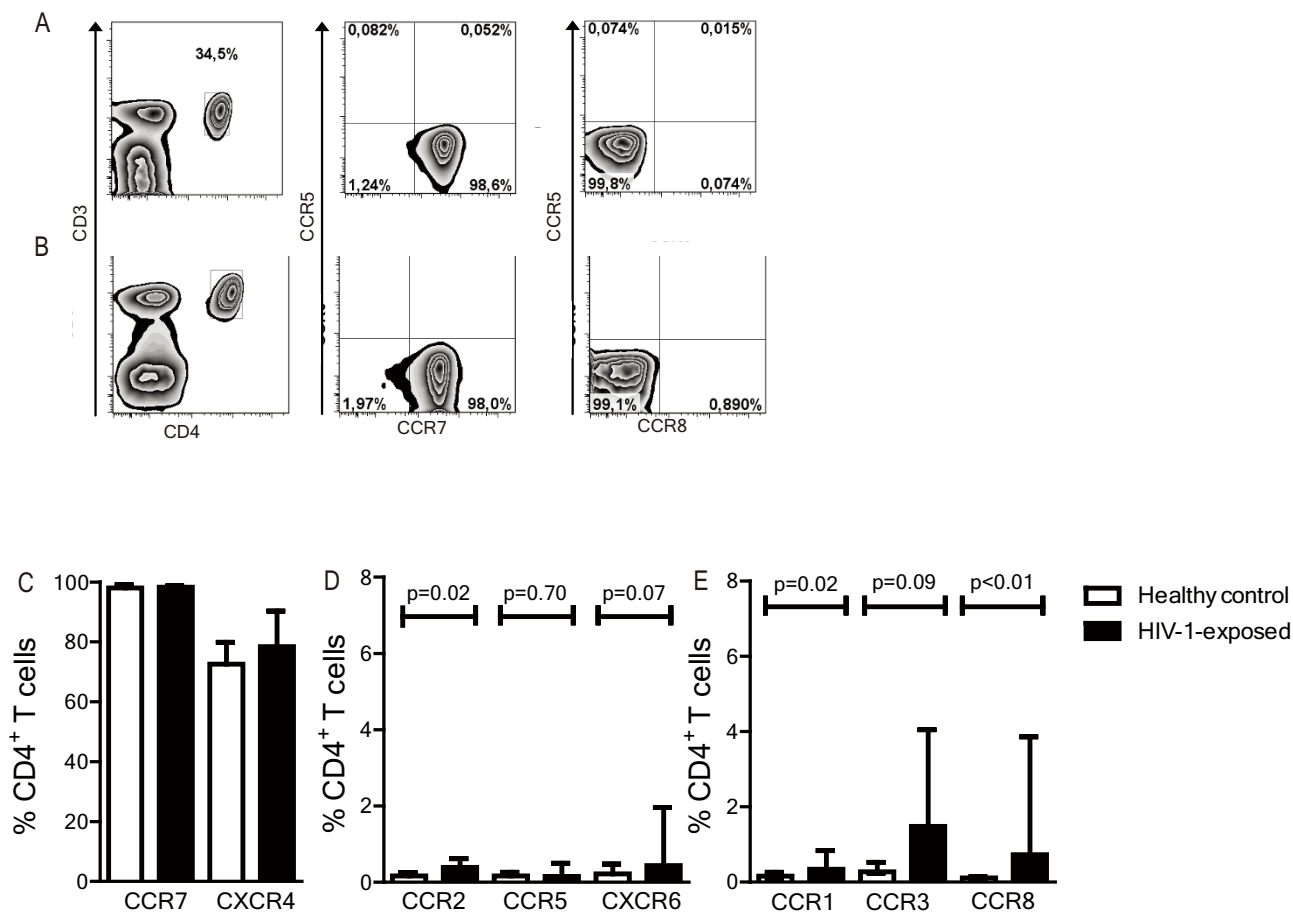 A
34,5%
CD3
0,082%
0,052%
1,24%
98,6%
CCR5
0,074%
0,015%
99,8%
0,074%
CCR5
B
CD4
1,97%
98,0%
CCR7
99,1%
0,890%
CCR8
C
% CD4+ T cells
100
80
60
40
20
0
CCR7 CXCR4
D
% CD4+ T cells
8
6
4
2
0
p=0.02 p=0.70 p=0.07
CCR2 CCR5 CXCR6
E
% CD4+ T cells
8
6
4
2
0
p=0.02 p=0.09 p<0.01
CCR1 CCR3 CCR8
Healthy control
HIV-1-exposed